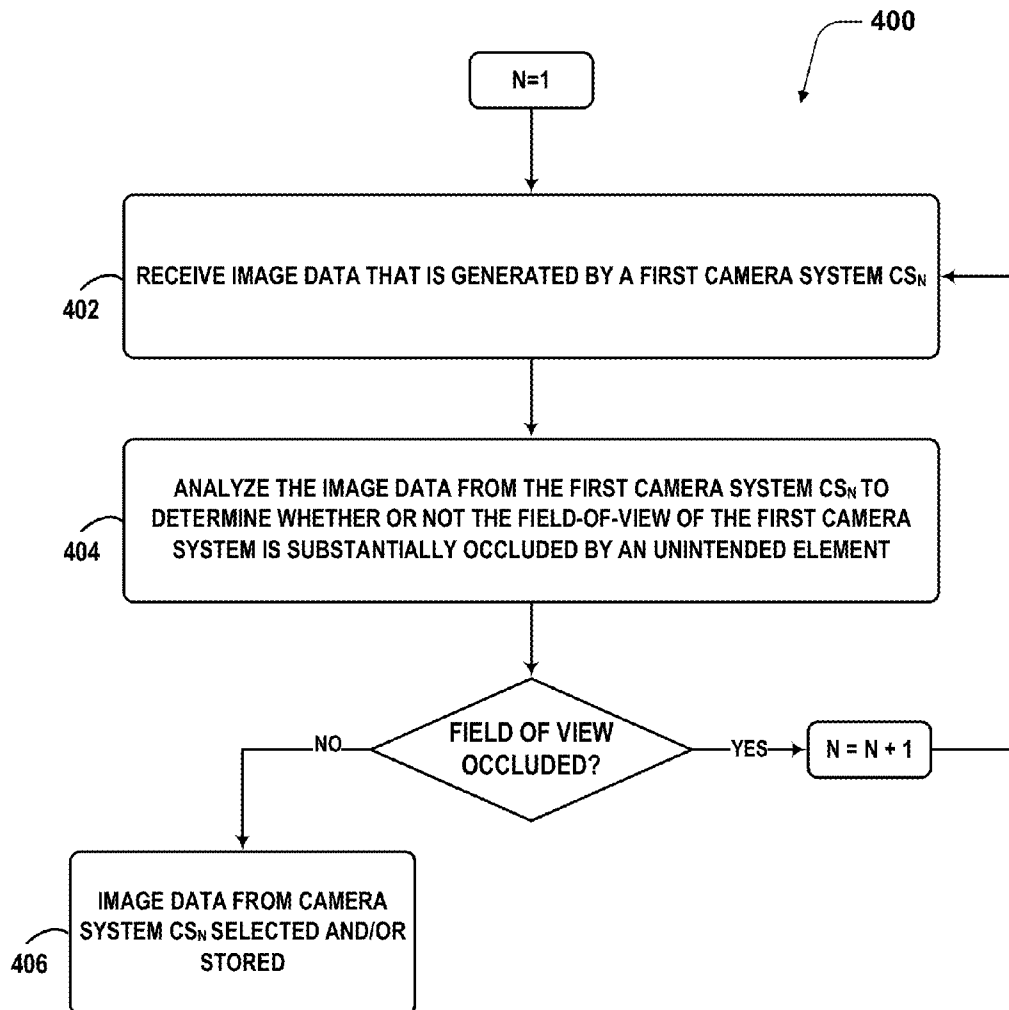 400
N=1
RECEIVE IMAGE DATA THAT IS GENERATED BY A FIRST CAMERA SYSTEM CSN
402
ANALYZE THE IMAGE DATA FROM THE FIRST CAMERA SYSTEM CSN TO
DETERMINE WHETHER OR NOT THE FIELD-OF-VIEW OF THE FIRST CAMERA
SYSTEM IS SUBSTANTIALLY OCCLUDED BY AN UNINTENDED ELEMENT
404
FIELD OF VIEW
OCCLUDED?
NO
YES
N = N + 1
IMAGE DATA FROM CAMERA
SYSTEM CSN SELECTED AND/OR
STORED
406